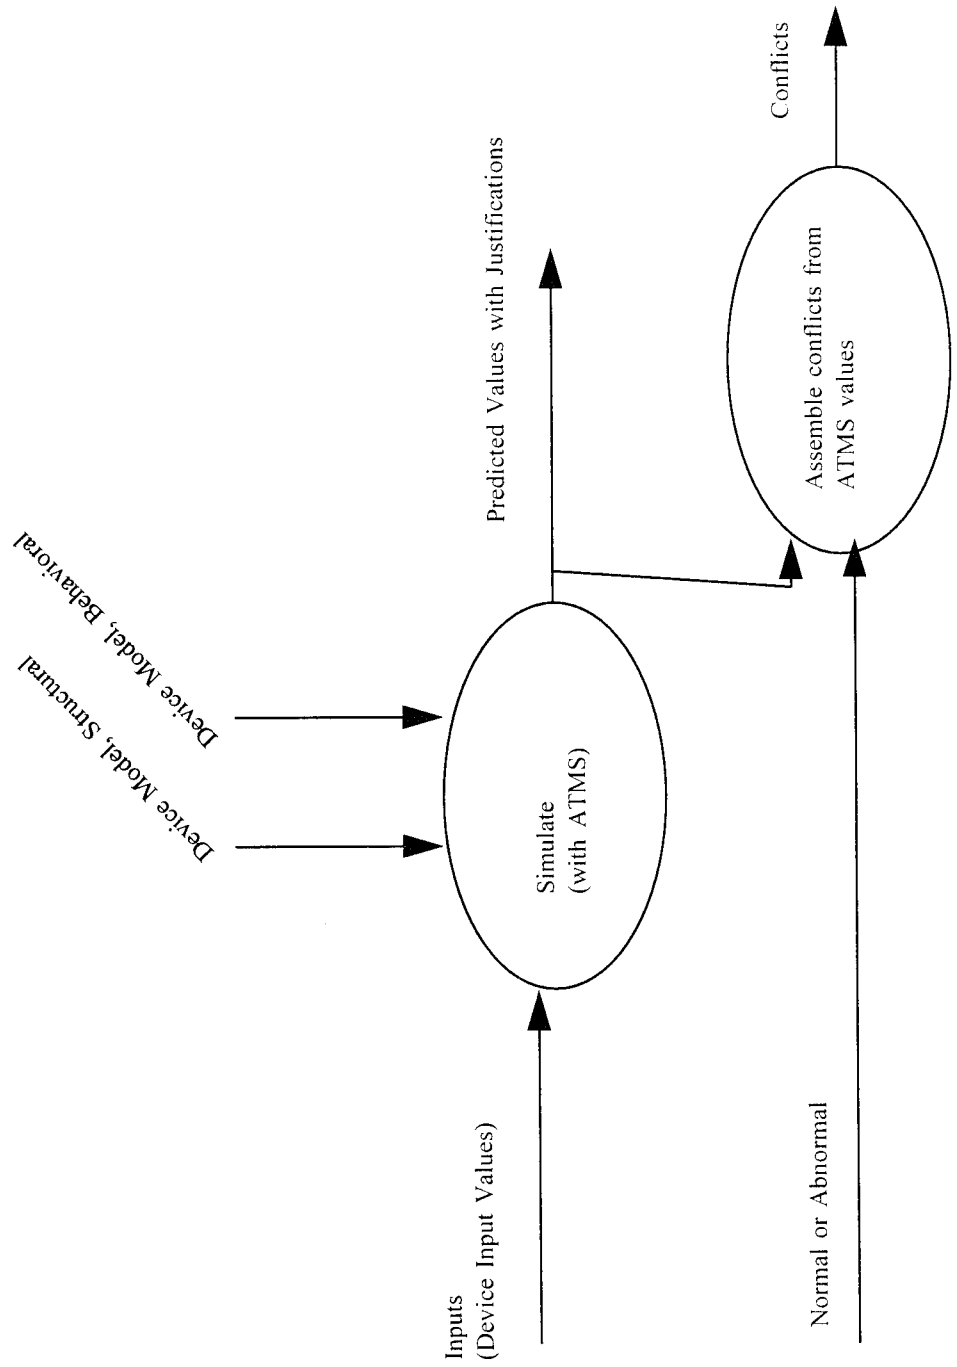 Device Model, Structural
Device Model, Behavioral
Inputs
(Device Input Values)
Simulate
(with ATMS)
Predicted Values with Justifications
Normal or Abnormal
Assemble conflicts from
ATMS values
Conflicts